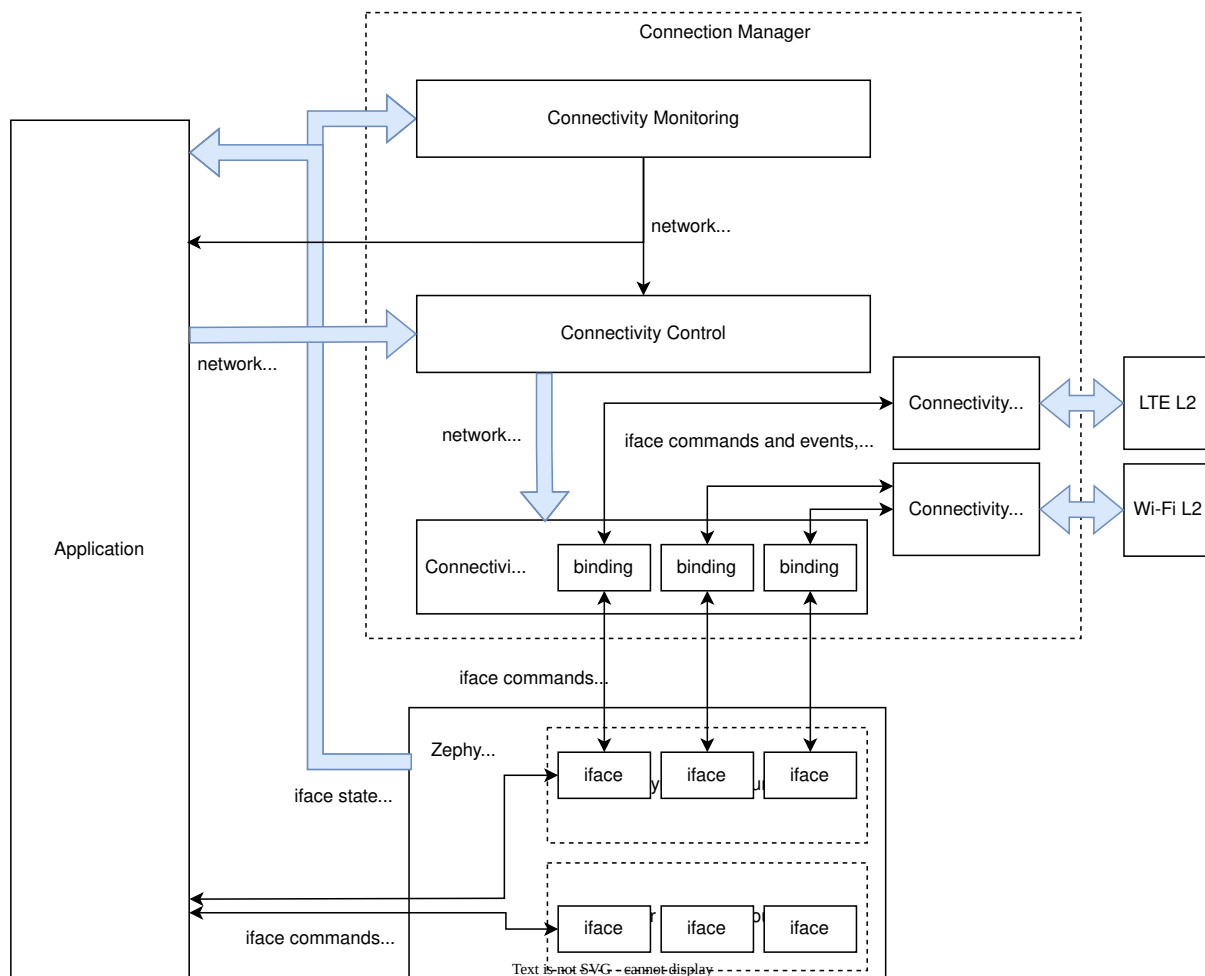 Connection Manager
Connectivity Monitoring
network...
Connectivity Control
network...
Connectivity...
LTE L2
network...
iface commands and events,...
Connectivity...
Wi-Fi L2
Application
Connectivi...
binding
binding
binding
iface commands...
Zephy...
iface
iface
iface
iface state...
iface
iface
iface
iface commands...
Text is not SVG - cannot display